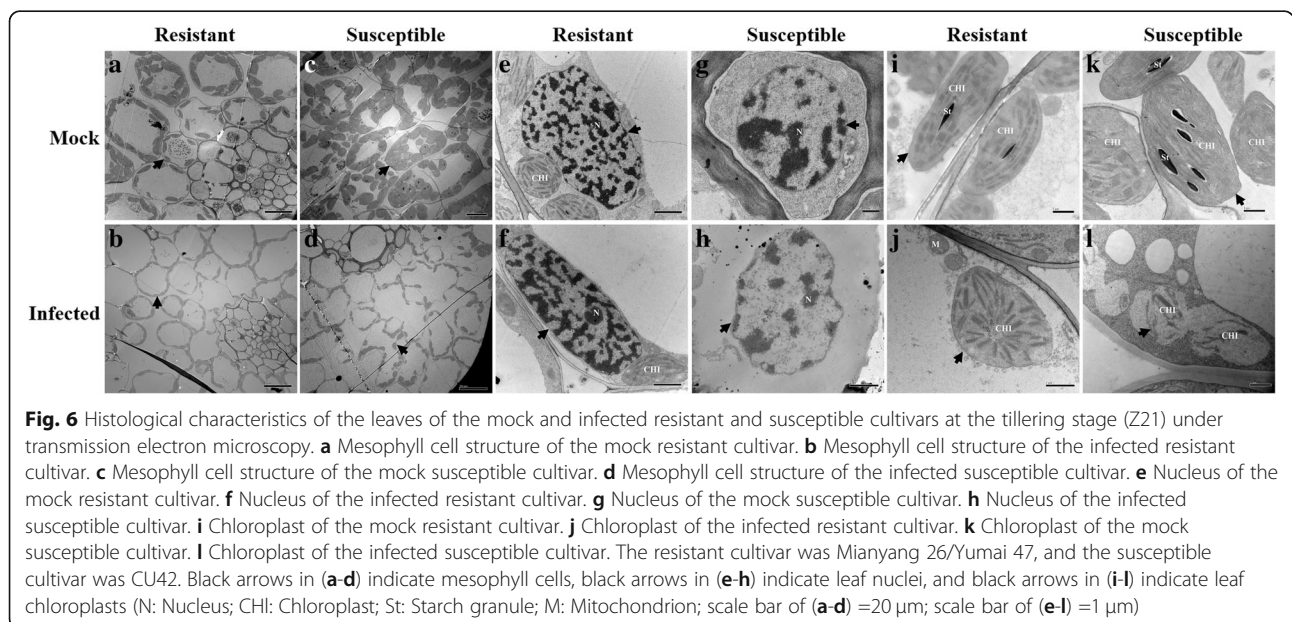 Resistant Susceptible Resistant Susceptible Resistant Susceptible
Mock
a c e g i k
N CHI N CHI St CHI St CHI St CHI CHI
Infected
b d f h j l
N CHI N M CHI CHI CHI
Fig. 6 Histological characteristics of the leaves of the mock and infected resistant and susceptible cultivars at the tillering stage (Z21) under
transmission electron microscopy. a Mesophyll cell structure of the mock resistant cultivar. b Mesophyll cell structure of the infected resistant
cultivar. c Mesophyll cell structure of the mock susceptible cultivar. d Mesophyll cell structure of the infected susceptible cultivar. e Nucleus of the
mock resistant cultivar. f Nucleus of the infected resistant cultivar. g Nucleus of the mock susceptible cultivar. h Nucleus of the infected
susceptible cultivar. i Chloroplast of the mock resistant cultivar. j Chloroplast of the infected resistant cultivar. k Chloroplast of the mock
susceptible cultivar. l Chloroplast of the infected susceptible cultivar. The resistant cultivar was Mianyang 26/Yumai 47, and the susceptible
cultivar was CU42. Black arrows in (a-d) indicate mesophyll cells, black arrows in (e-h) indicate leaf nuclei, and black arrows in (i-l) indicate leaf
chloroplasts (N: Nucleus; CHl: Chloroplast; St: Starch granule; M: Mitochondrion; scale bar of (a-d) =20 μm; scale bar of (e-l) =1 μm)